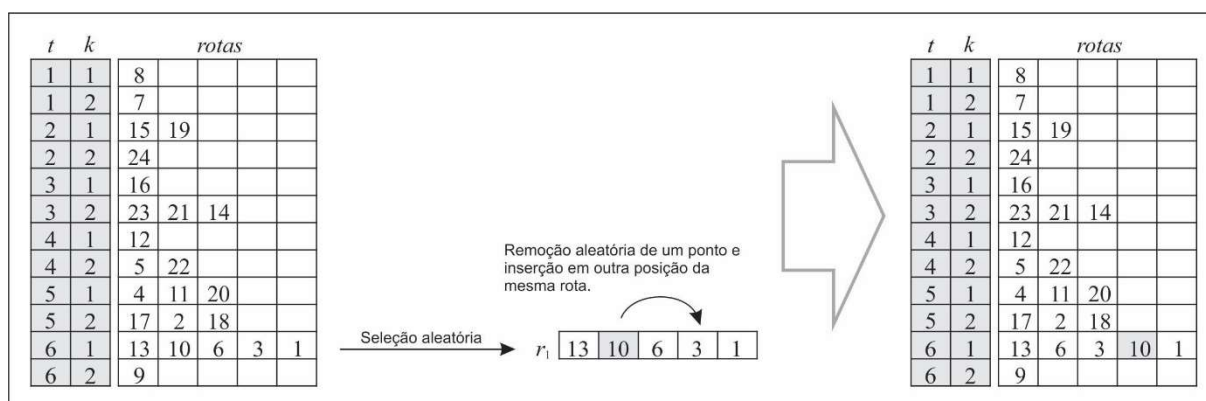 t k rotas
1 1 8
1 2 7
2 1 15 19
2 2 24
3 1 16
3 2 23 21 14
4 1 12
4 2 5 22
5 1 4 11 20
5 2 17 2 18
6 1 13 10 6 3 1
6 2 9
Seleção aleatória
Remoção aleatória de um ponto e
inserção em outra posição da
mesma rota.
r1 13 10 6 3 1
t k rotas
1 1 8
1 2 7
2 1 15 19
2 2 24
3 1 16
3 2 23 21 14
4 1 12
4 2 5 22
5 1 4 11 20
5 2 17 2 18
6 1 13 6 3 10 1
6 2 9